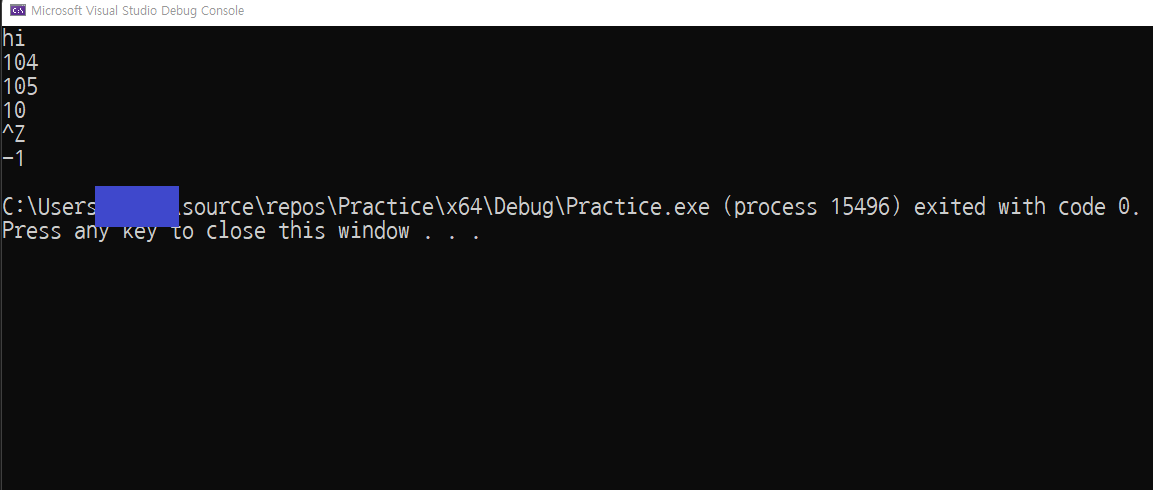 Microsoft Visual Studio Debug Console
hi
104
105
10
^Z
-1
C:\Users\source\repos\Practice\x64\Debug\Practice.exe (process 15496) exited with code 0.
Press any key to close this window . . .